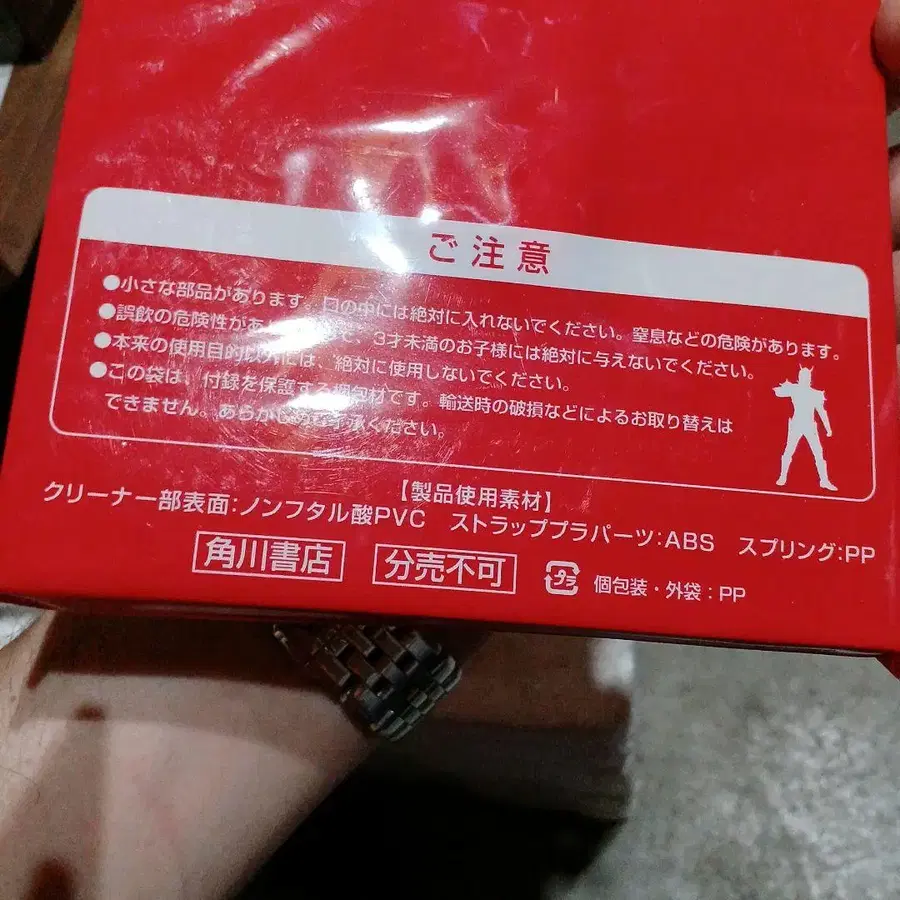 ご注意
●小さな部品があります。口の中には絶対に入れないでください。窒息などの危険があります。
●誤飲の危険性があ 、3才未満のお子様には絶対に与えないでください。
●本来の使用目的以外には、絶対に使用しないでください。
●この袋は、付録を保護する梱包材です。輸送時の破損などによるお取り替えは
できません。あらかじめご了承ください。
【製品使用素材】
クリーナー部表面:ノンフタル酸PVC ストラッププラパーツ:ABS スプリング:PP
角川書店 分売不可 プラ 個包装・外袋:PP